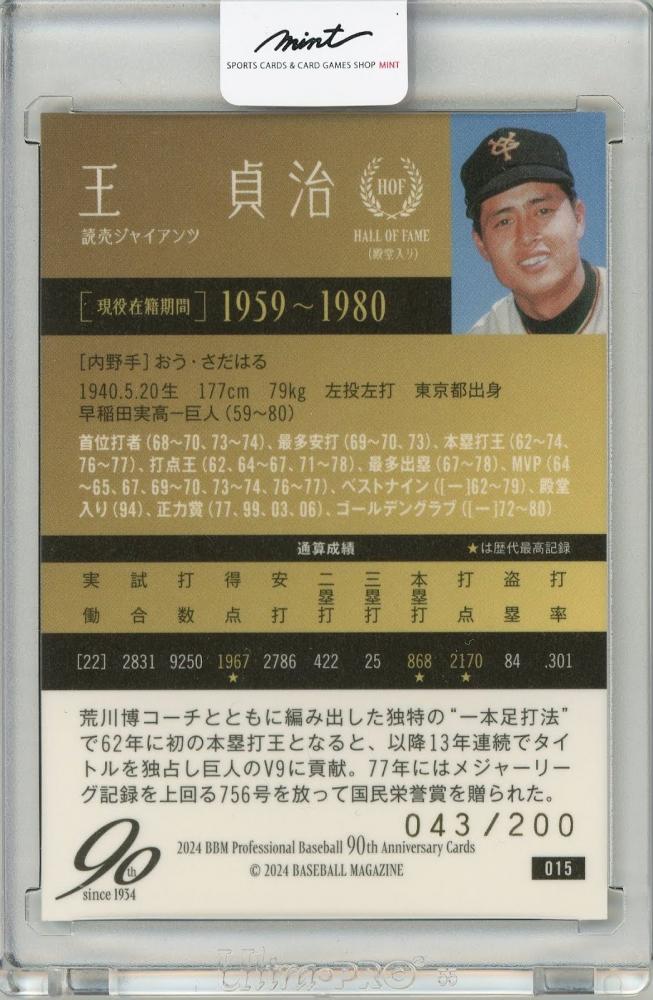 mint
SPORTS CARDS & CARD GAMES SHOP MINT
王 貞治
読売ジャイアンツ
HOF
HALL OF FAME
(殿堂入り)
[現役在籍期間] 1959～1980
[内野手]おう・さだはる
1940.5.20生 177cm 79kg 左投左打 東京都出身
早稲田実高ー巨人(59～80)
首位打者(68～70、73～74)、最多安打(69～70、73)、本塁打王(62～74、
76～77)、打点王(62、64～67、71～78)、最多出塁(67～78)、MVP(64
～65、67、69～70、73～74、76～77)、ベストナイン([一]62～79)、殿堂
入り(94)、正力賞(77、99、03、06)、ゴールデングラブ([一]72～80)
通算成績 ★は歴代最高記録
実働 試合 打数 得点 安打 二塁打 三塁打 本塁打 打点 盗塁 打率
[22] 2831 9250 1967 2786 422 25 868 2170 84 .301
★ ★ ★
荒川博コーチとともに編み出した独特の“一本足打法”
で62年に初の本塁打王となると、以降13年連続でタイ
トルを独占し巨人のV9に貢献。77年にはメジャーリー
グ記録を上回る756号を放って国民栄誉賞を贈られた。
043/200
90th
since 1934
2024 BBM Professional Baseball 90th Anniversary Cards
© 2024 BASEBALL MAGAZINE
015
Ultra·PRO® 55